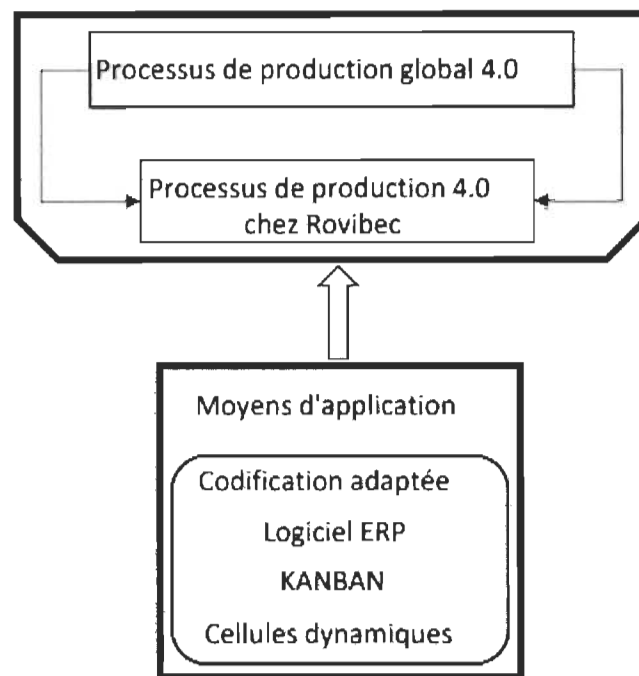 Processus de production global 4.0
Processus de production 4.0
chez Rovibec
Moyens d'application
Codification adaptée
Logiciel ERP
KANBAN
Cellules dynamiques